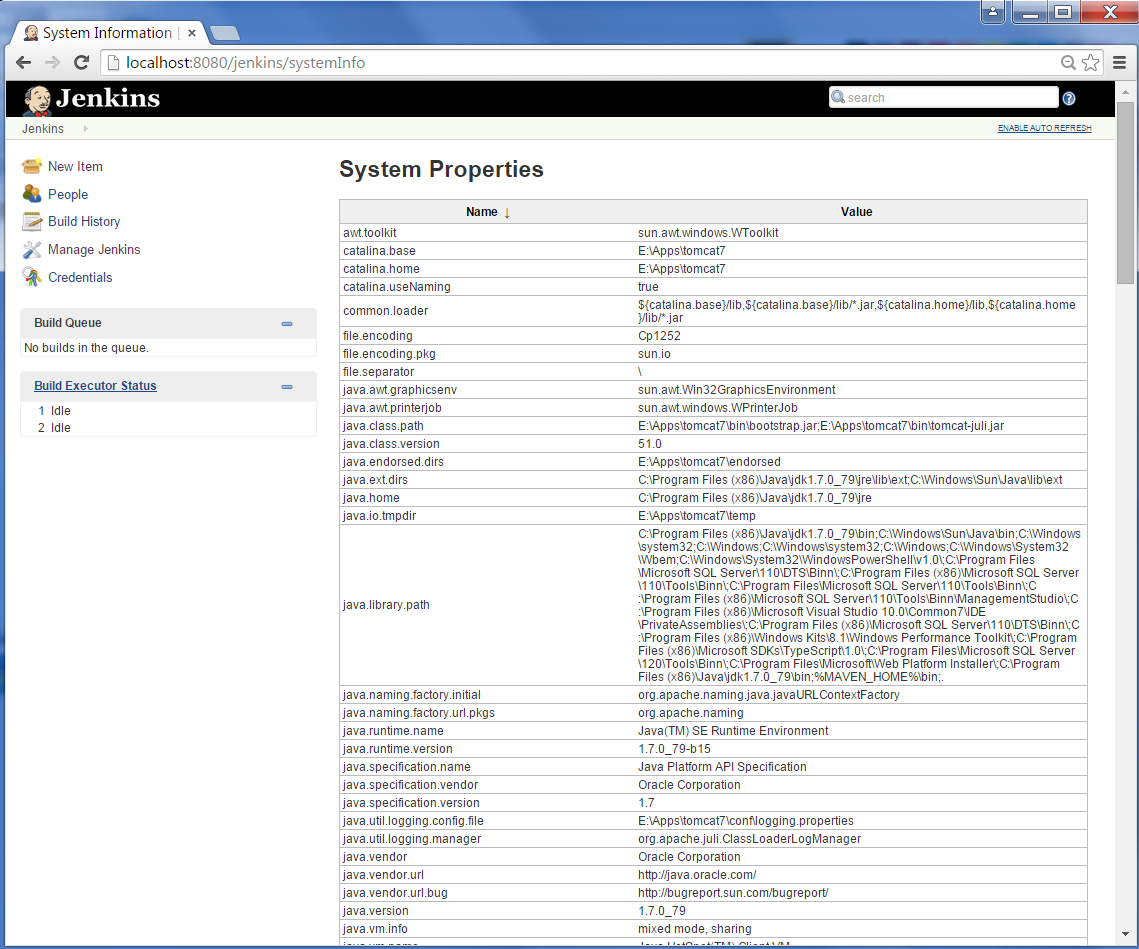 System Information
localhost:8080/jenkins/systemInfo
Jenkins
search
Jenkins
ENABLE AUTO REFRESH
New Item
People
Build History
Manage Jenkins
Credentials
Build Queue
No builds in the queue.
Build Executor Status
1 Idle
2 Idle
System Properties
Name ↓ Value
awt.toolkit sun.awt.windows.WToolkit
catalina.base E:\Apps\tomcat7
catalina.home E:\Apps\tomcat7
catalina.useNaming true
common.loader ${catalina.base}/lib,${catalina.base}/lib/*.jar,${catalina.home}/lib,${catalina.home
}/lib/*.jar
file.encoding Cp1252
file.encoding.pkg sun.io
file.separator \
java.awt.graphicsenv sun.awt.Win32GraphicsEnvironment
java.awt.printerjob sun.awt.windows.WPrinterJob
java.class.path E:\Apps\tomcat7\bin\bootstrap.jar;E:\Apps\tomcat7\bin\tomcat-juli.jar
java.class.version 51.0
java.endorsed.dirs E:\Apps\tomcat7\endorsed
java.ext.dirs C:\Program Files (x86)\Java\jdk1.7.0_79\jre\lib\ext;C:\Windows\Sun\Java\lib\ext
java.home C:\Program Files (x86)\Java\jdk1.7.0_79\jre
java.io.tmpdir E:\Apps\tomcat7\temp
java.library.path C:\Program Files (x86)\Java\jdk1.7.0_79\bin;C:\Windows\Sun\Java\bin;C:\Windows
\system32;C:\Windows;C:\Windows\system32;C:\Windows;C:\Windows\System32
\Wbem;C:\Windows\System32\WindowsPowerShell\v1.0\;C:\Program Files
\Microsoft SQL Server\110\DTS\Binn\;C:\Program Files (x86)\Microsoft SQL Server
\110\Tools\Binn\;C:\Program Files\Microsoft SQL Server\110\Tools\Binn\;C
:\Program Files (x86)\Microsoft SQL Server\110\Tools\Binn\ManagementStudio\;C
:\Program Files (x86)\Microsoft Visual Studio 10.0\Common7\IDE
\PrivateAssemblies\;C:\Program Files (x86)\Microsoft SQL Server\110\DTS\Binn\;C
:\Program Files (x86)\Windows Kits\8.1\Windows Performance Toolkit\;C:\Program
Files (x86)\Microsoft SDKs\TypeScript\1.0\;C:\Program Files\Microsoft SQL Server
\120\Tools\Binn\;C:\Program Files\Microsoft\Web Platform Installer\;C:\Program
Files (x86)\Java\jdk1.7.0_79\bin;%MAVEN_HOME%\bin;.
java.naming.factory.initial org.apache.naming.java.javaURLContextFactory
java.naming.factory.url.pkgs org.apache.naming
java.runtime.name Java(TM) SE Runtime Environment
java.runtime.version 1.7.0_79-b15
java.specification.name Java Platform API Specification
java.specification.vendor Oracle Corporation
java.specification.version 1.7
java.util.logging.config.file E:\Apps\tomcat7\conf\logging.properties
java.util.logging.manager org.apache.juli.ClassLoaderLogManager
java.vendor Oracle Corporation
java.vendor.url http://java.oracle.com/
java.vendor.url.bug http://bugreport.sun.com/bugreport/
java.version 1.7.0_79
java.vm.info mixed mode, sharing
java.vm.name Java HotSpot(TM) Client VM